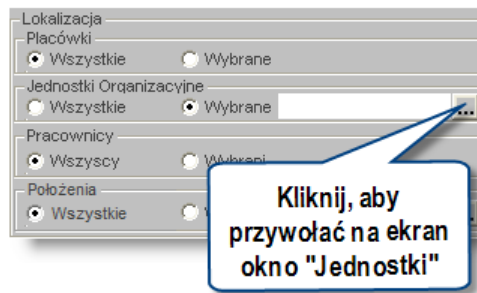 Lokalizacja
Placówki
Wszystkie Wybrane
Jednostki Organizacyjne
Wszystkie Wybrane ...
Pracownicy
Wszyscy Wybrani
Położenia
Wszystkie
Kliknij, aby
przywołać na ekran
okno "Jednostki"